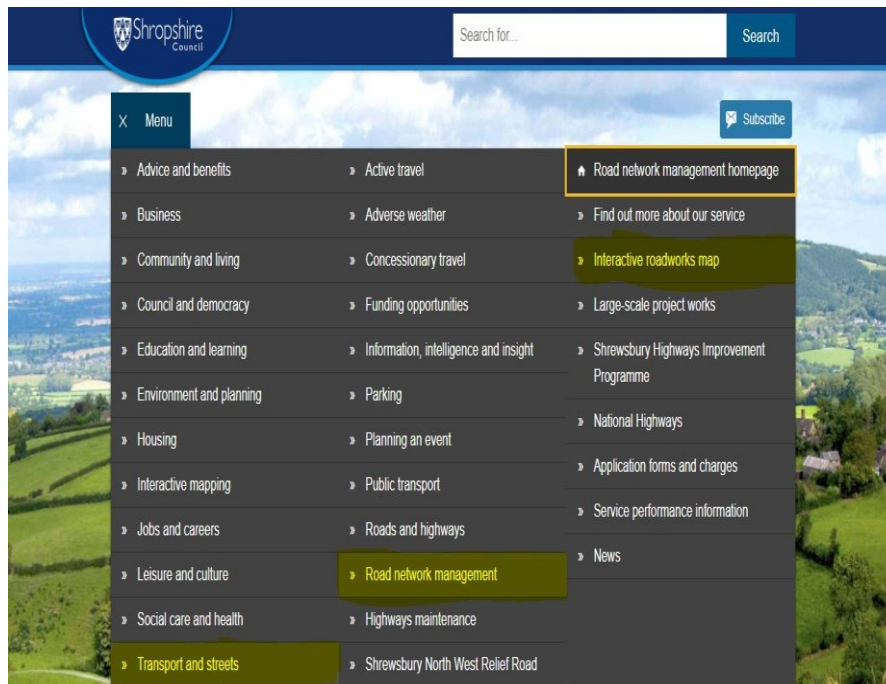 Shropshire
Council
Search for...
Search
X Menu
Subscribe
Advice and benefits
Business
Community and living
Council and democracy
Education and learning
Environment and planning
Housing
Interactive mapping
Jobs and careers
Leisure and culture
Social care and health
Transport and streets
Active travel
Adverse weather
Concessionary travel
Funding opportunities
Information, intelligence and insight
Parking
Planning an event
Public transport
Roads and highways
Road network management
Highways maintenance
Shrewsbury North West Relief Road
Road network management homepage
Find out more about our service
Interactive roadworks map
Large-scale project works
Shrewsbury Highways Improvement
Programme
National Highways
Application forms and charges
Service performance information
News